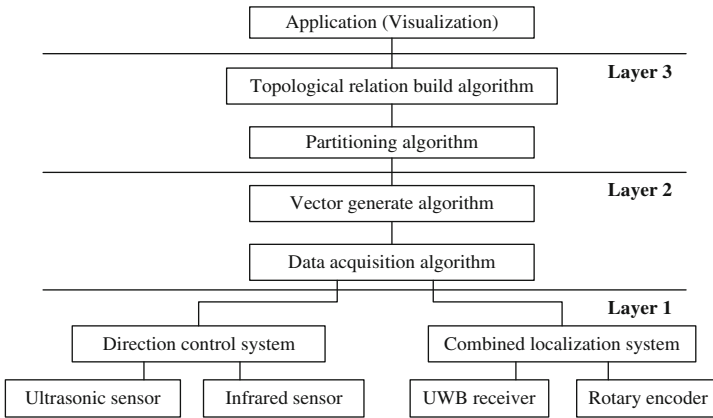 Application (Visualization)
Layer 3
Topological relation build algorithm
Partitioning algorithm
Layer 2
Vector generate algorithm
Data acquisition algorithm
Layer 1
Direction control system
Combined localization system
Ultrasonic sensor
Infrared sensor
UWB receiver
Rotary encoder